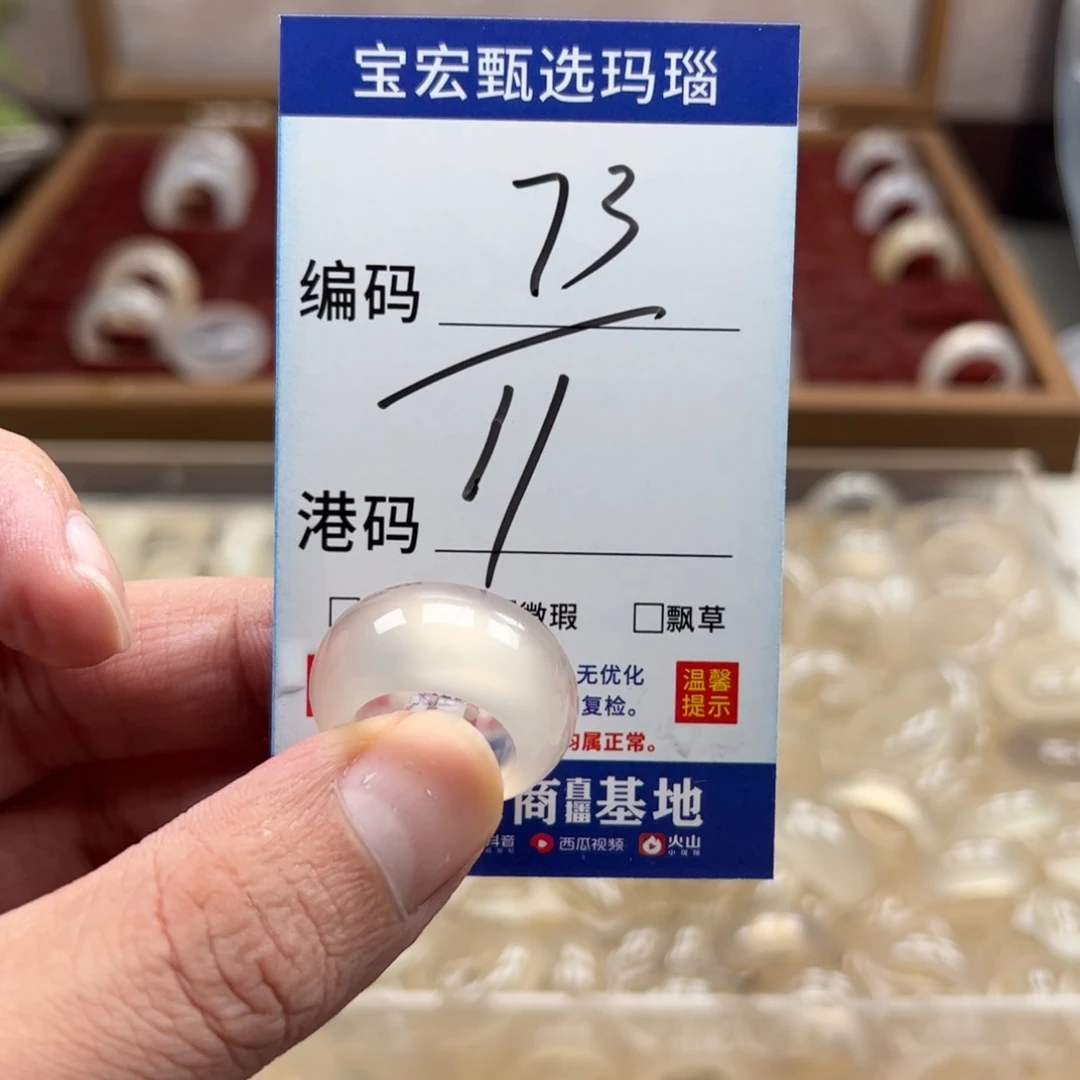 宝宏甄选玛瑙
73
编码
11
港码
微瑕 飘草
无优化 温馨
复检。 提示
均属正常。
商直播基地
抖音 西瓜视频 火山